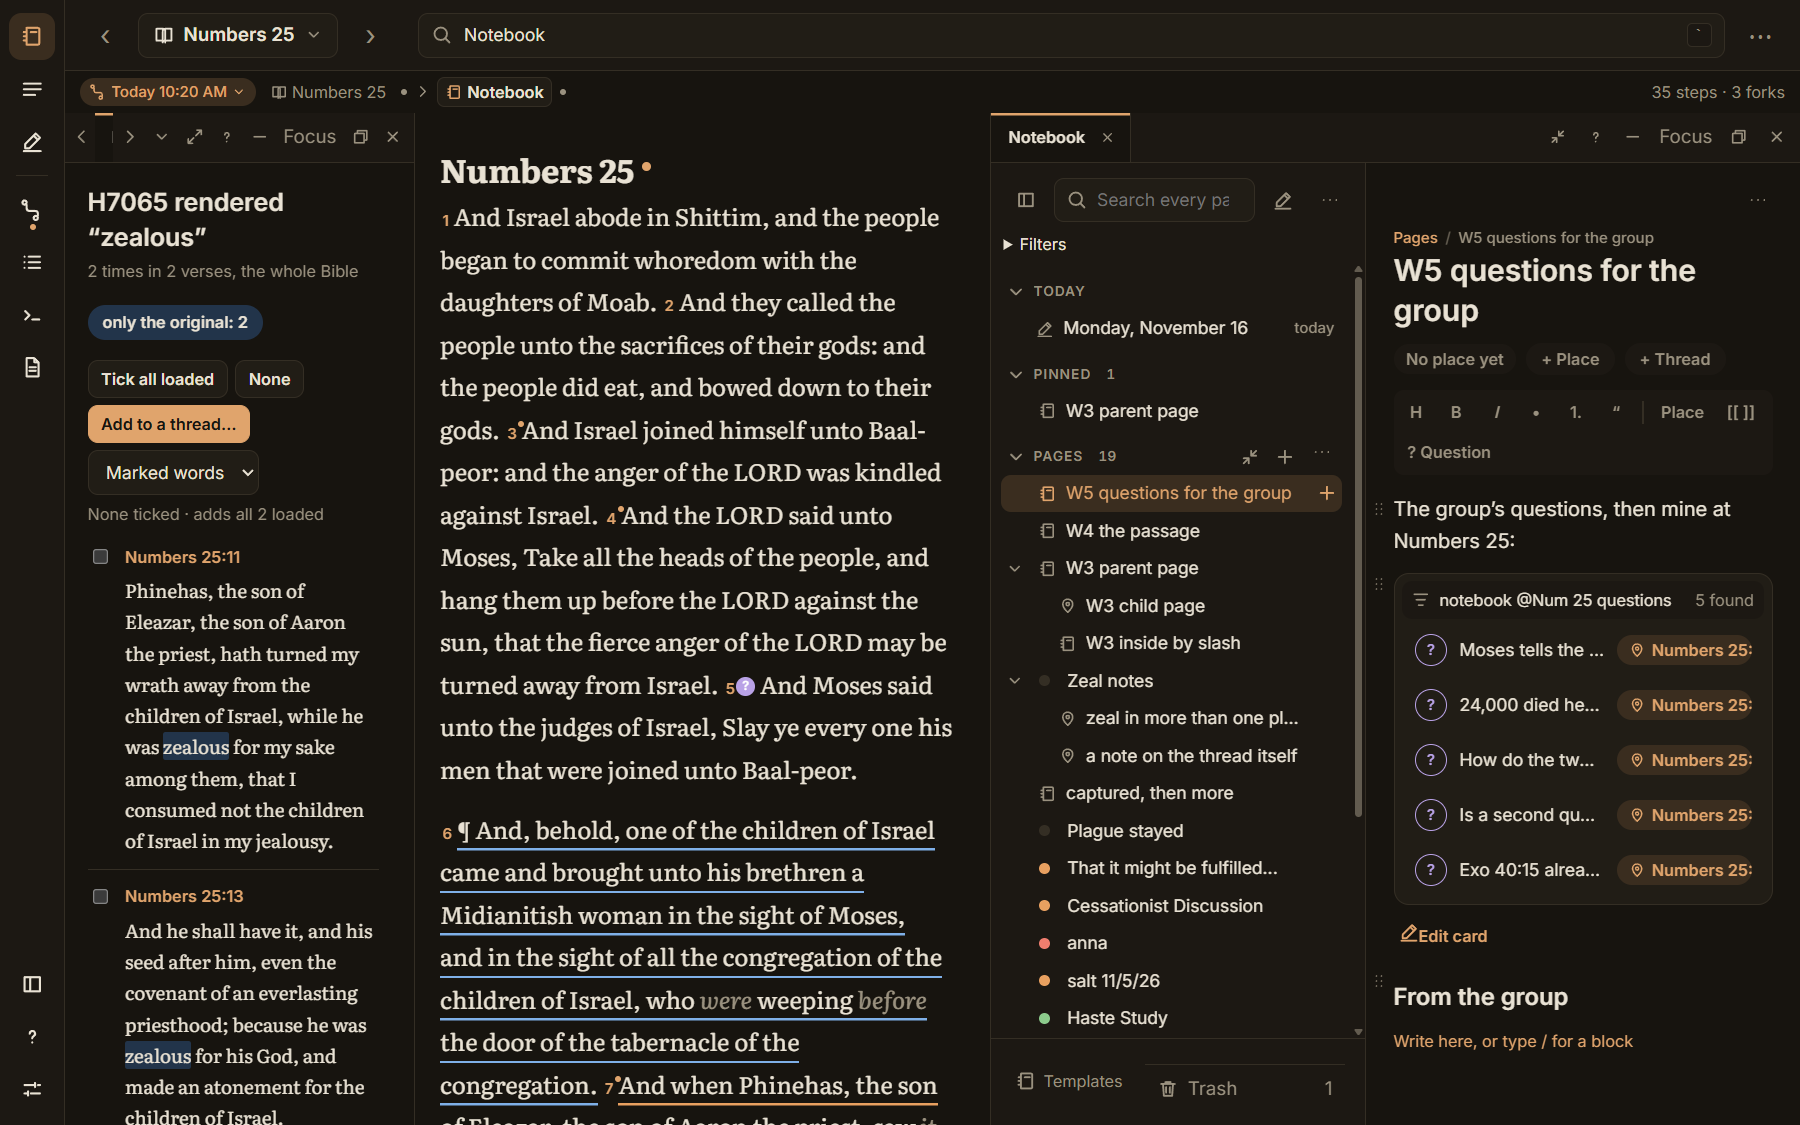 Numbers 25
Notebook
`
Today 10:20 AM
Numbers 25
Notebook
35 steps · 3 forks
? — Focus
H7065 rendered
“zealous”
2 times in 2 verses, the whole Bible
only the original: 2
Tick all loaded
None
Add to a thread...
Marked words
None ticked · adds all 2 loaded
Numbers 25:11
Phinehas, the son of
Eleazar, the son of Aaron
the priest, hath turned my
wrath away from the
children of Israel, while he
was zealous for my sake
among them, that I
consumed not the children
of Israel in my jealousy.
Numbers 25:13
And he shall have it, and his
seed after him, even the
covenant of an everlasting
priesthood; because he was
zealous for his God, and
made an atonement for the
children of Israel.
Numbers 25
1 And Israel abode in Shittim, and the people
began to commit whoredom with the
daughters of Moab. 2 And they called the
people unto the sacrifices of their gods: and
the people did eat, and bowed down to their
gods. 3 And Israel joined himself unto Baal-
peor: and the anger of the LORD was kindled
against Israel. 4 And the LORD said unto
Moses, Take all the heads of the people, and
hang them up before the LORD against the
sun, that the fierce anger of the LORD may be
turned away from Israel. 5 ? And Moses said
unto the judges of Israel, Slay ye every one his
men that were joined unto Baal-peor.
6 ¶ And, behold, one of the children of Israel
came and brought unto his brethren a
Midianitish woman in the sight of Moses,
and in the sight of all the congregation of the
children of Israel, who were weeping before
the door of the tabernacle of the
congregation. 7 And when Phinehas, the son
of Eleazar, the son of Aaron the priest, saw it
Notebook
? — Focus
Search every pa
Filters
TODAY
Monday, November 16 today
PINNED 1
W3 parent page
PAGES 19
W5 questions for the group
W4 the passage
W3 parent page
W3 child page
W3 inside by slash
Zeal notes
zeal in more than one pl...
a note on the thread itself
captured, then more
Plague stayed
That it might be fulfilled...
Cessationist Discussion
anna
salt 11/5/26
Haste Study
Templates
Trash 1
Pages / W5 questions for the group
W5 questions for the
group
No place yet
+ Place
+ Thread
H B I • 1. “ Place [[ ]]
? Question
The group’s questions, then mine at
Numbers 25:
notebook @Num 25 questions 5 found
? Moses tells the ... Numbers 25:
? 24,000 died he... Numbers 25:
? How do the tw... Numbers 25:
? Is a second qu... Numbers 25:
? Exo 40:15 alrea... Numbers 25:
Edit card
From the group
Write here, or type / for a block
?